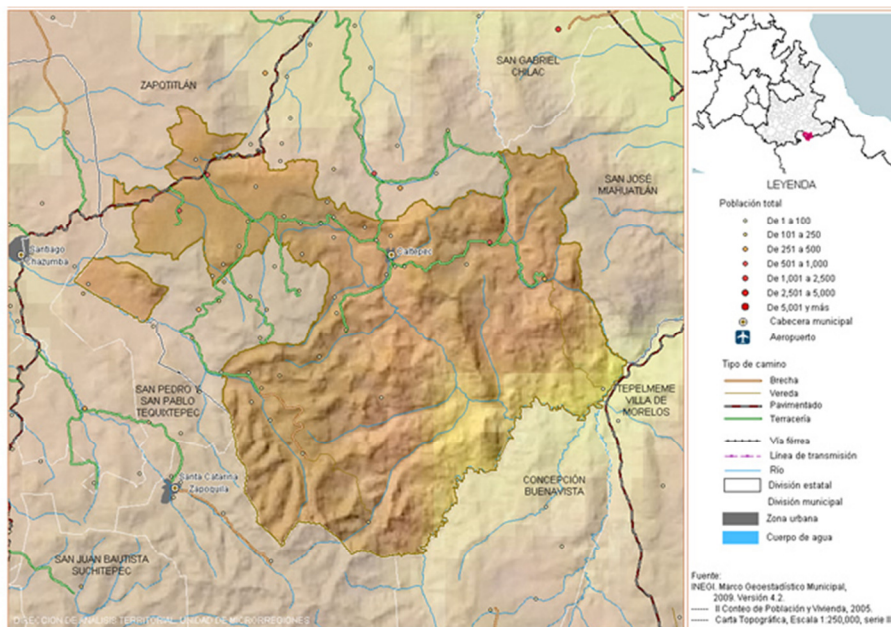 ZAPOTITLÁN
SAN GABRIEL
CHILAC
SAN JOSÉ
MIAHUATLÁN
Santiago
Chazumba
Caltepec
SAN PEDRO Y
SAN PABLO
TEQUIXTEPEC
TEPELMEME
VILLA DE
MORELOS
Santa Catarina
Zapoquila
CONCEPCIÓN
BUENAVISTA
SAN JUAN BAUTISTA
SUCHITEPEC
DIRECCIÓN DE ANÁLISIS TERRITORIAL, UNIDAD DE MICRORREGIONES
LEYENDA
Población total
De 1 a 100
De 101 a 250
De 251 a 500
De 501 a 1,000
De 1,001 a 2,500
De 2,501 a 5,000
De 5,001 y más
Cabecera municipal
Aeropuerto
Tipo de camino
Brecha
Vereda
Pavimentado
Terracería
Vía férrea
Línea de transmisión
Río
División estatal
División municipal
Zona urbana
Cuerpo de agua
Fuente:
INEGI. Marco Geoestadístico Municipal,
2009. Versión 4.2.
------ II Conteo de Población y Vivienda, 2005.
------ Carta Topográfica, Escala 1:250,000, serie II